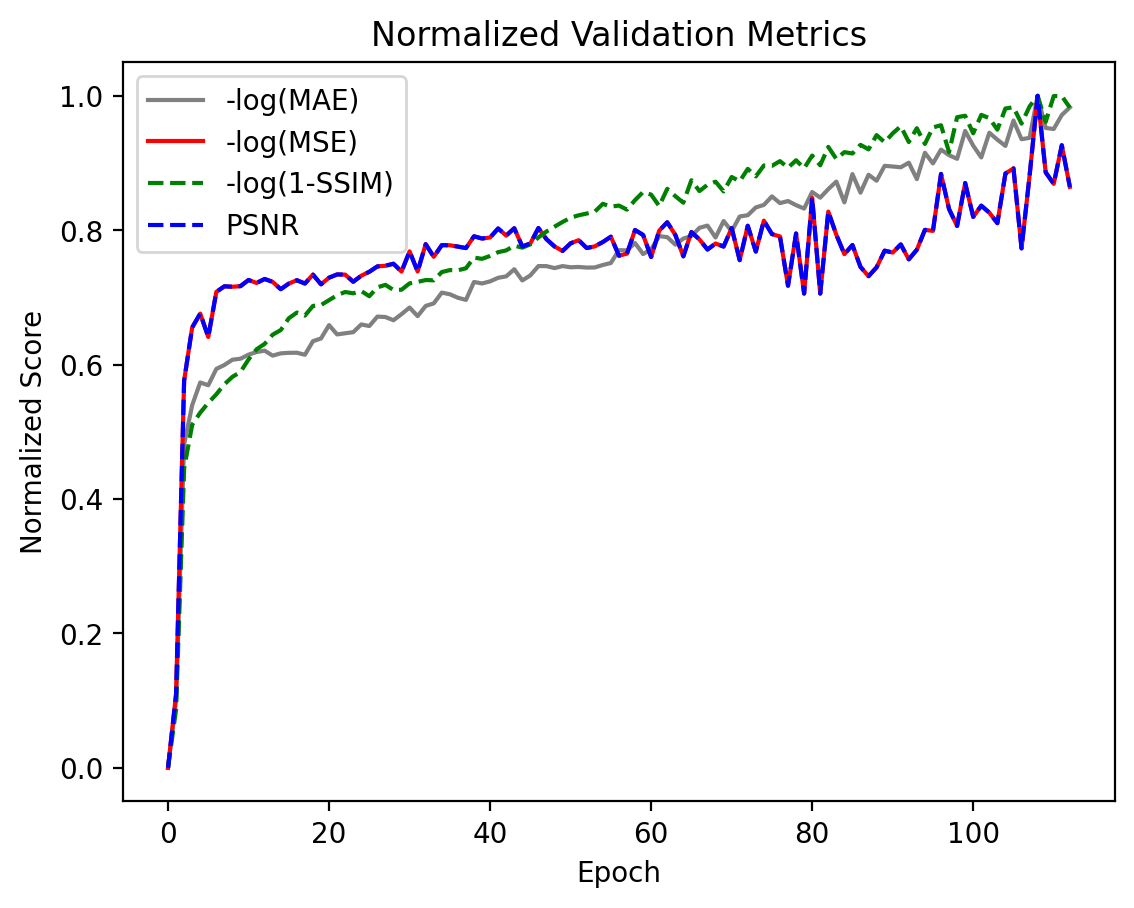 Normalized Validation Metrics
-log(MAE)
-log(MSE)
-log(1-SSIM)
PSNR
Normalized Score
1.0
0.8
0.6
0.4
0.2
0.0
0 20 40 60 80 100
Epoch